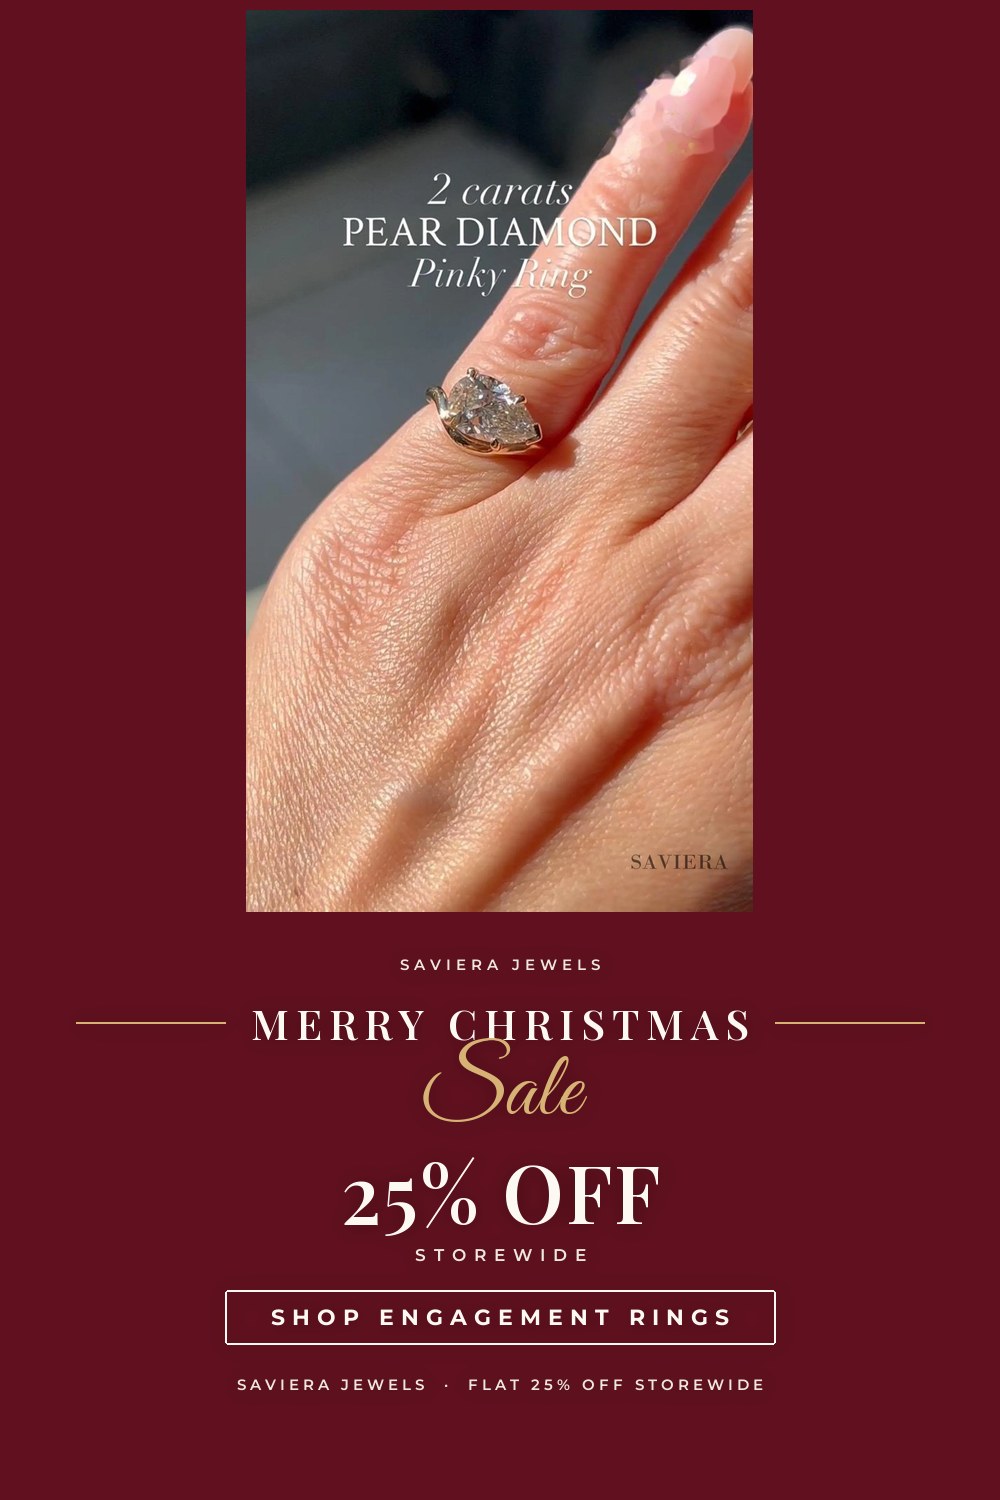 2 carats
PEAR DIAMOND
Pinky Ring
SAVIERA
SAVIERA JEWELS
MERRY CHRISTMAS
Sale
25% OFF
STOREWIDE
SHOP ENGAGEMENT RINGS
SAVIERA JEWELS · FLAT 25% OFF STOREWIDE